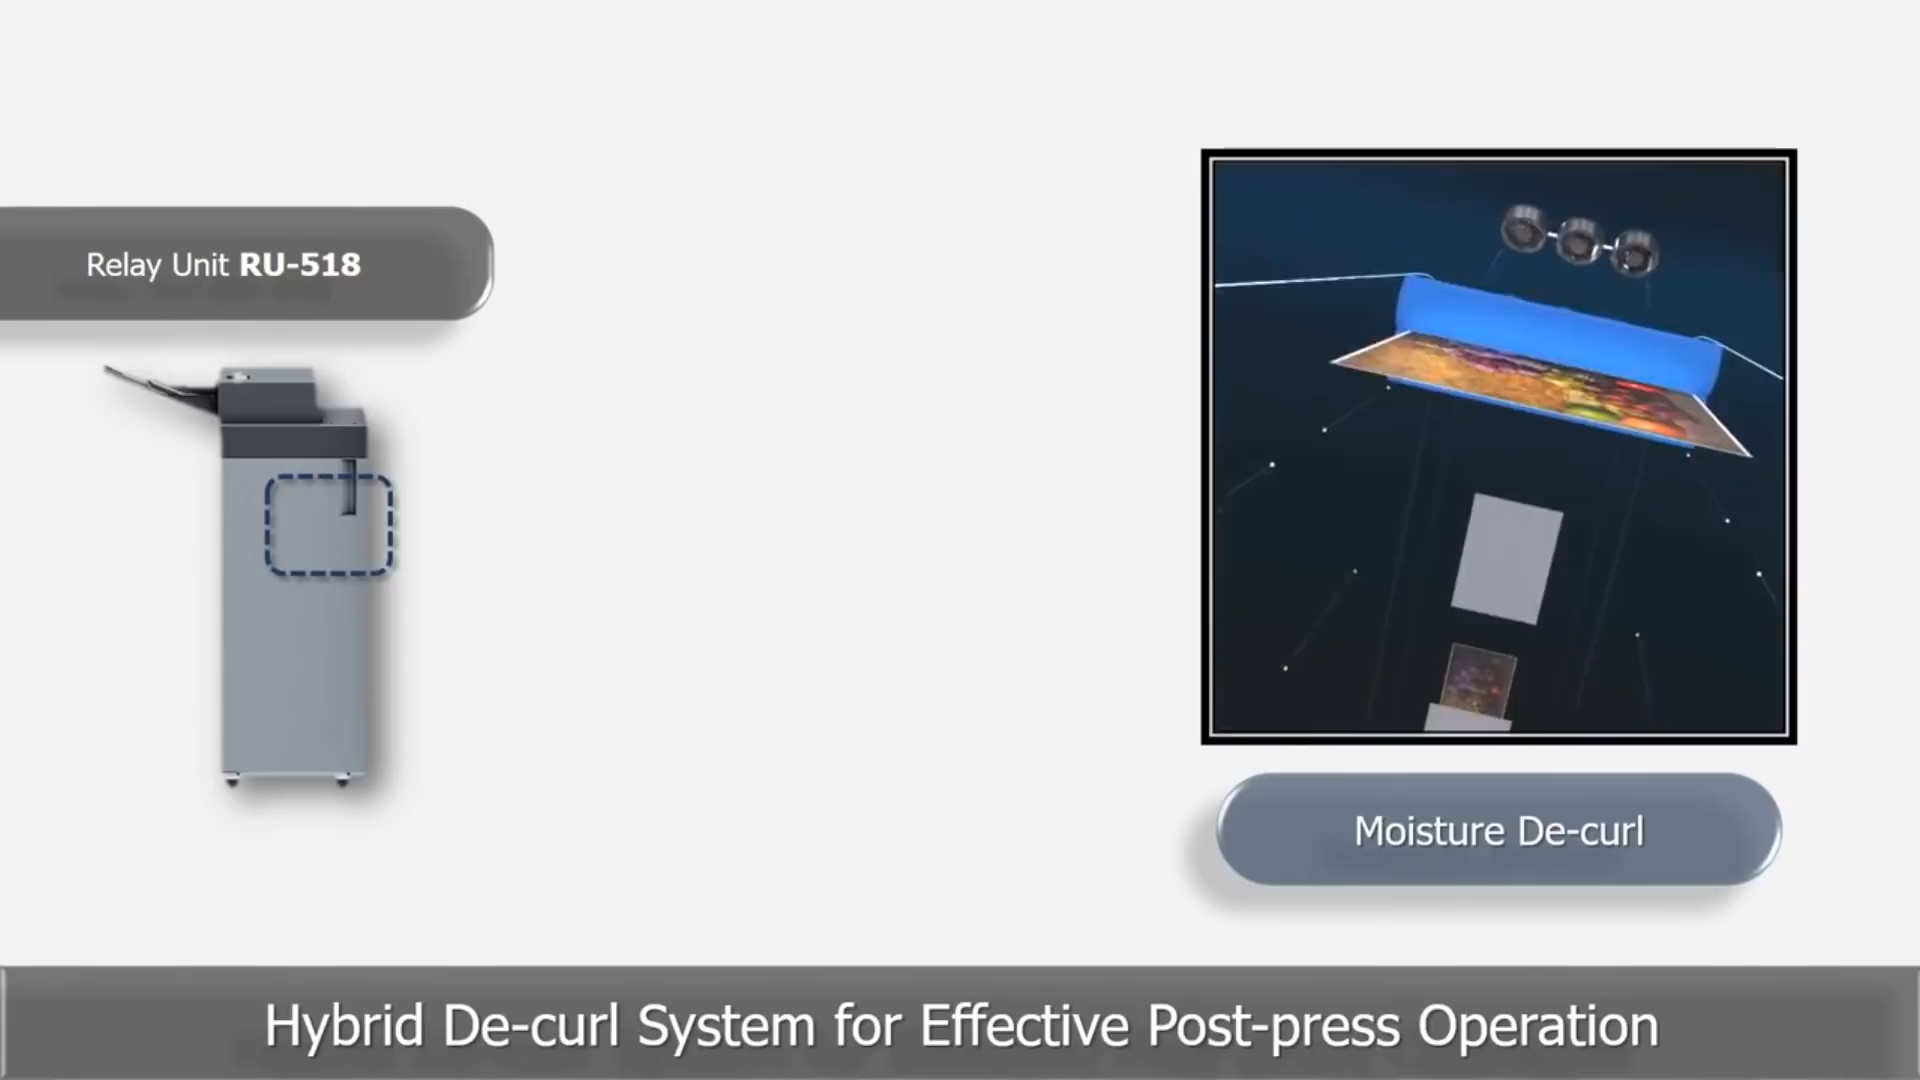 Relay Unit RU-518
Moisture De-curl
Hybrid De-curl System for Effective Post-press Operation